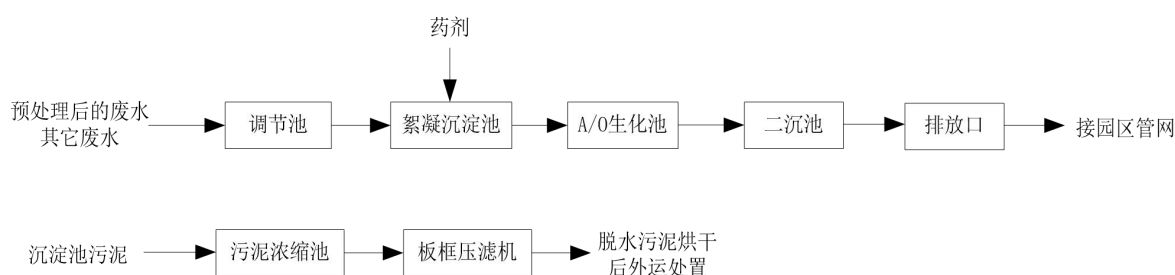 药剂
预处理后的废水
其它废水
调节池
絮凝沉淀池
A/O生化池
二沉池
排放口
接园区管网
沉淀池污泥
污泥浓缩池
板框压滤机
脱水污泥烘干
后外运处置